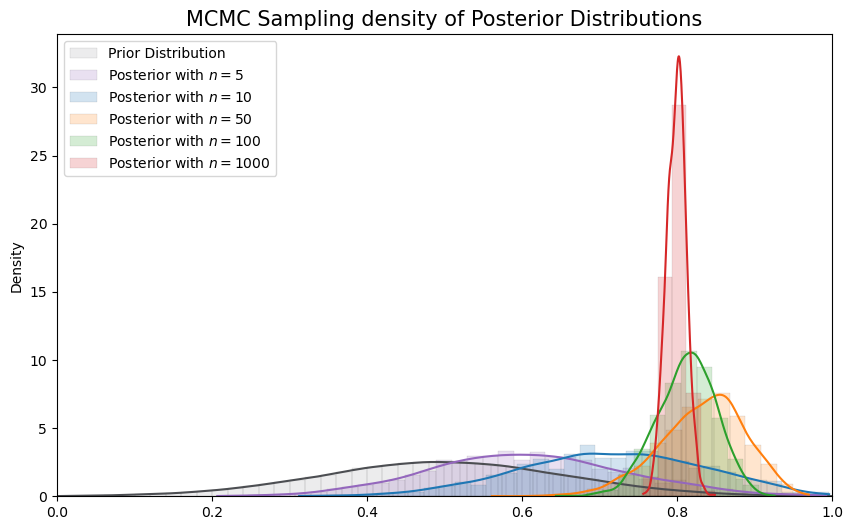 MCMC Sampling density of Posterior Distributions
Prior Distribution
Posterior with n = 5
Posterior with n = 10
Posterior with n = 50
Posterior with n = 100
Posterior with n = 1000
Density
30
25
20
15
10
5
0
0.0 0.2 0.4 0.6 0.8 1.0